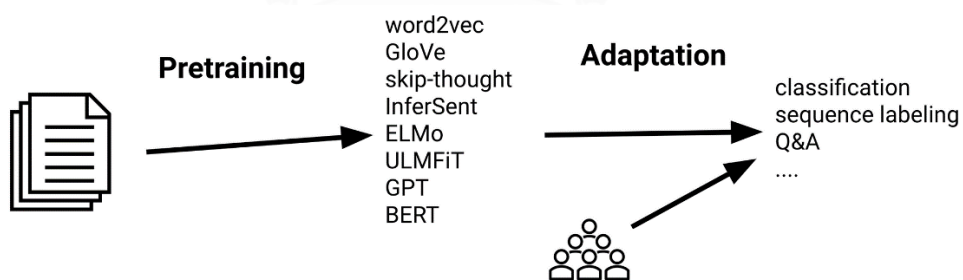 Pretraining
word2vec
GloVe
skip-thought
InferSent
ELMo
ULMFiT
GPT
BERT
Adaptation
classification
sequence labeling
Q&A
....